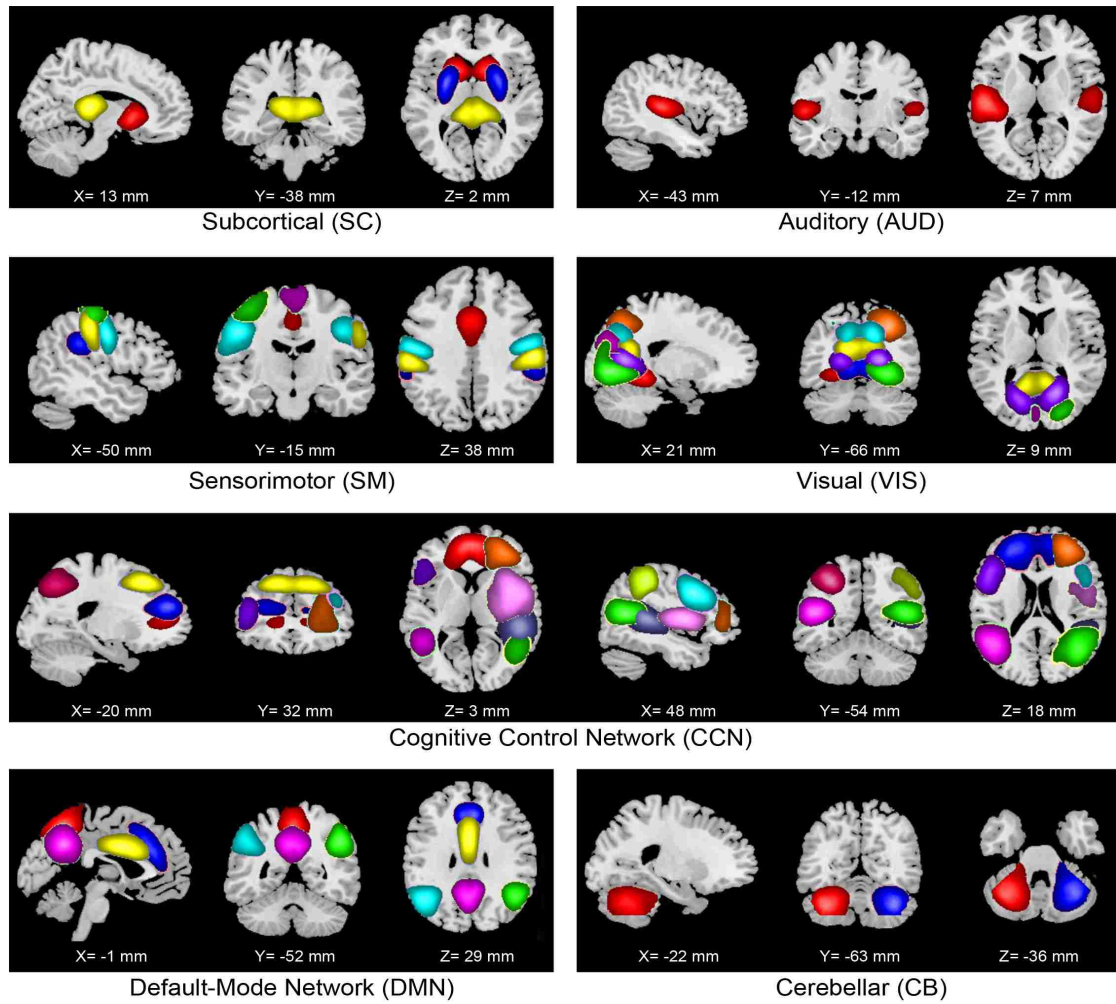 X= 13 mm Y= -38 mm Z= 2 mm
Subcortical (SC)
X= -43 mm Y= -12 mm Z= 7 mm
Auditory (AUD)
X= -50 mm Y= -15 mm Z= 38 mm
Sensorimotor (SM)
X= 21 mm Y= -66 mm Z= 9 mm
Visual (VIS)
X= -20 mm Y= 32 mm Z= 3 mm X= 48 mm Y= -54 mm Z= 18 mm
Cognitive Control Network (CCN)
X= -1 mm Y= -52 mm Z= 29 mm
Default-Mode Network (DMN)
X= -22 mm Y= -63 mm Z= -36 mm
Cerebellar (CB)